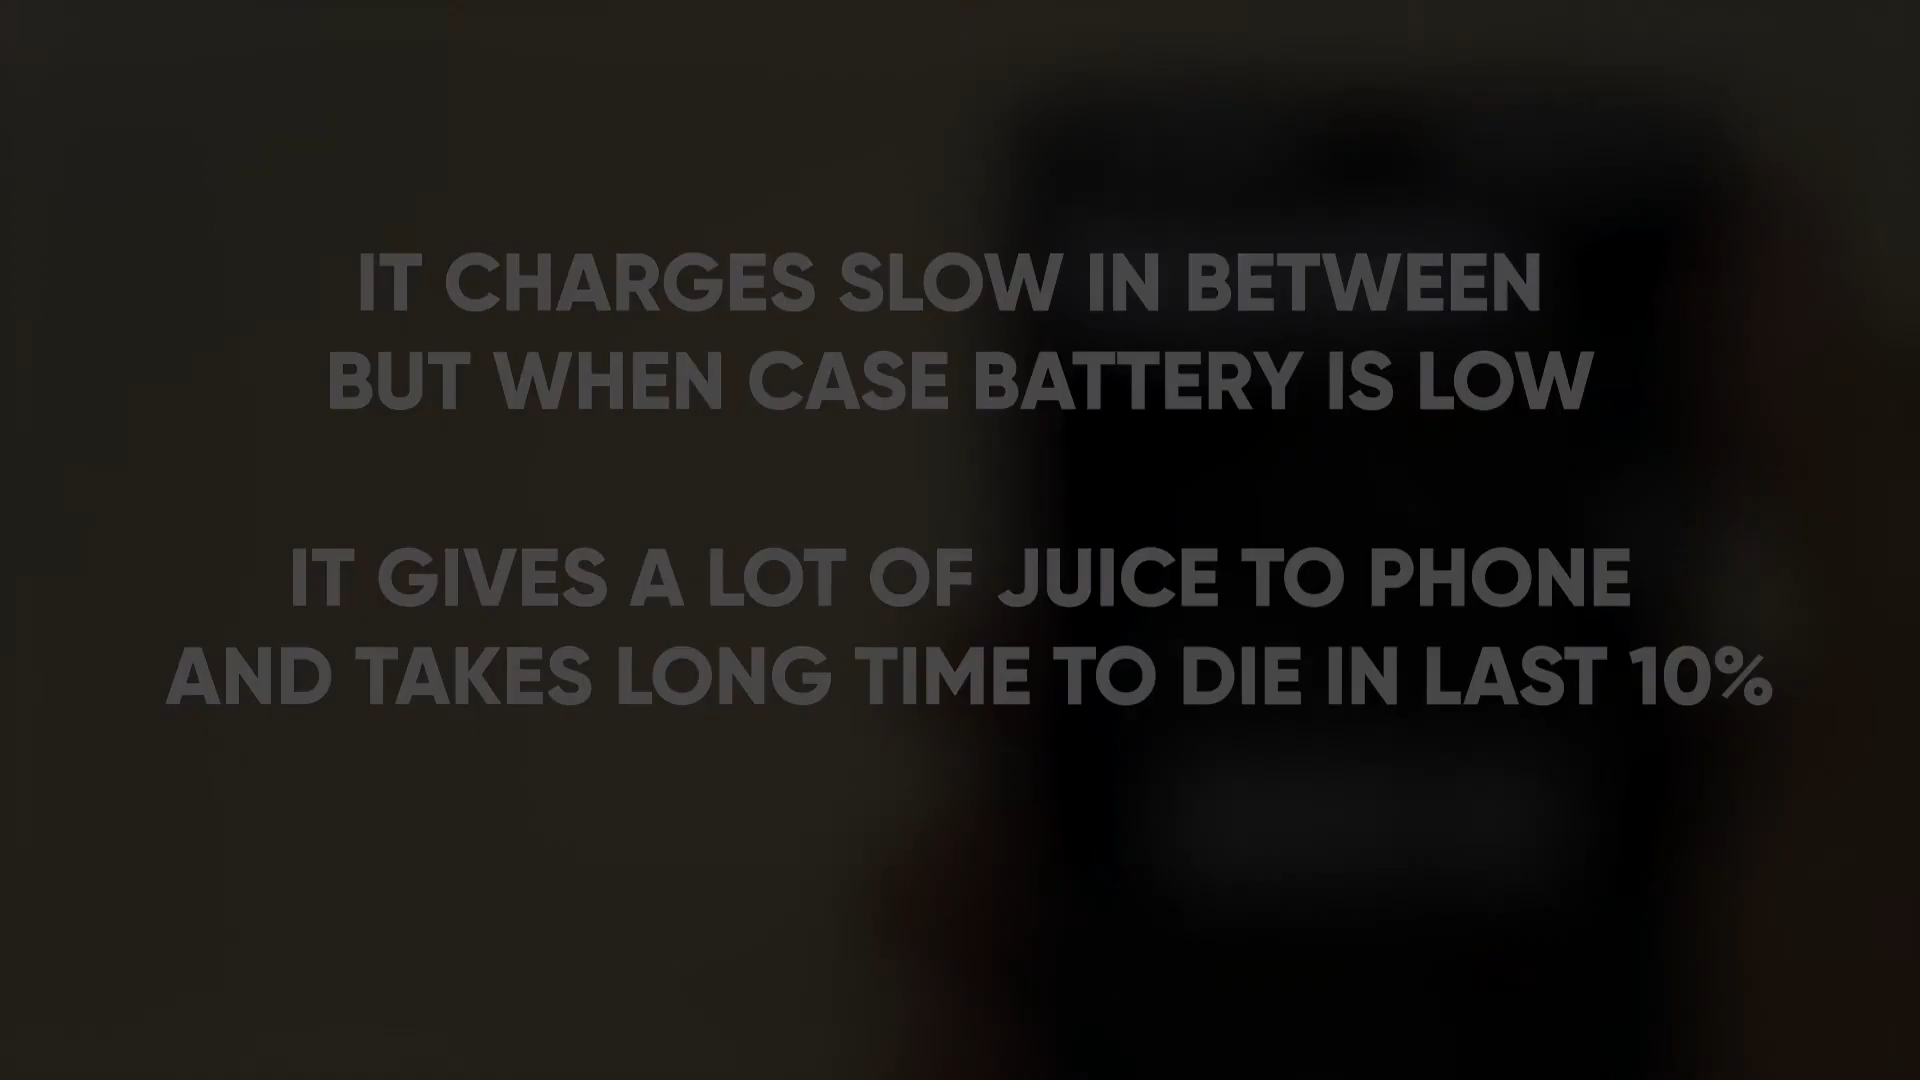 IT CHARGES SLOW IN BETWEEN
BUT WHEN CASE BATTERY IS LOW
IT GIVES A LOT OF JUICE TO PHONE
AND TAKES LONG TIME TO DIE IN LAST 10%